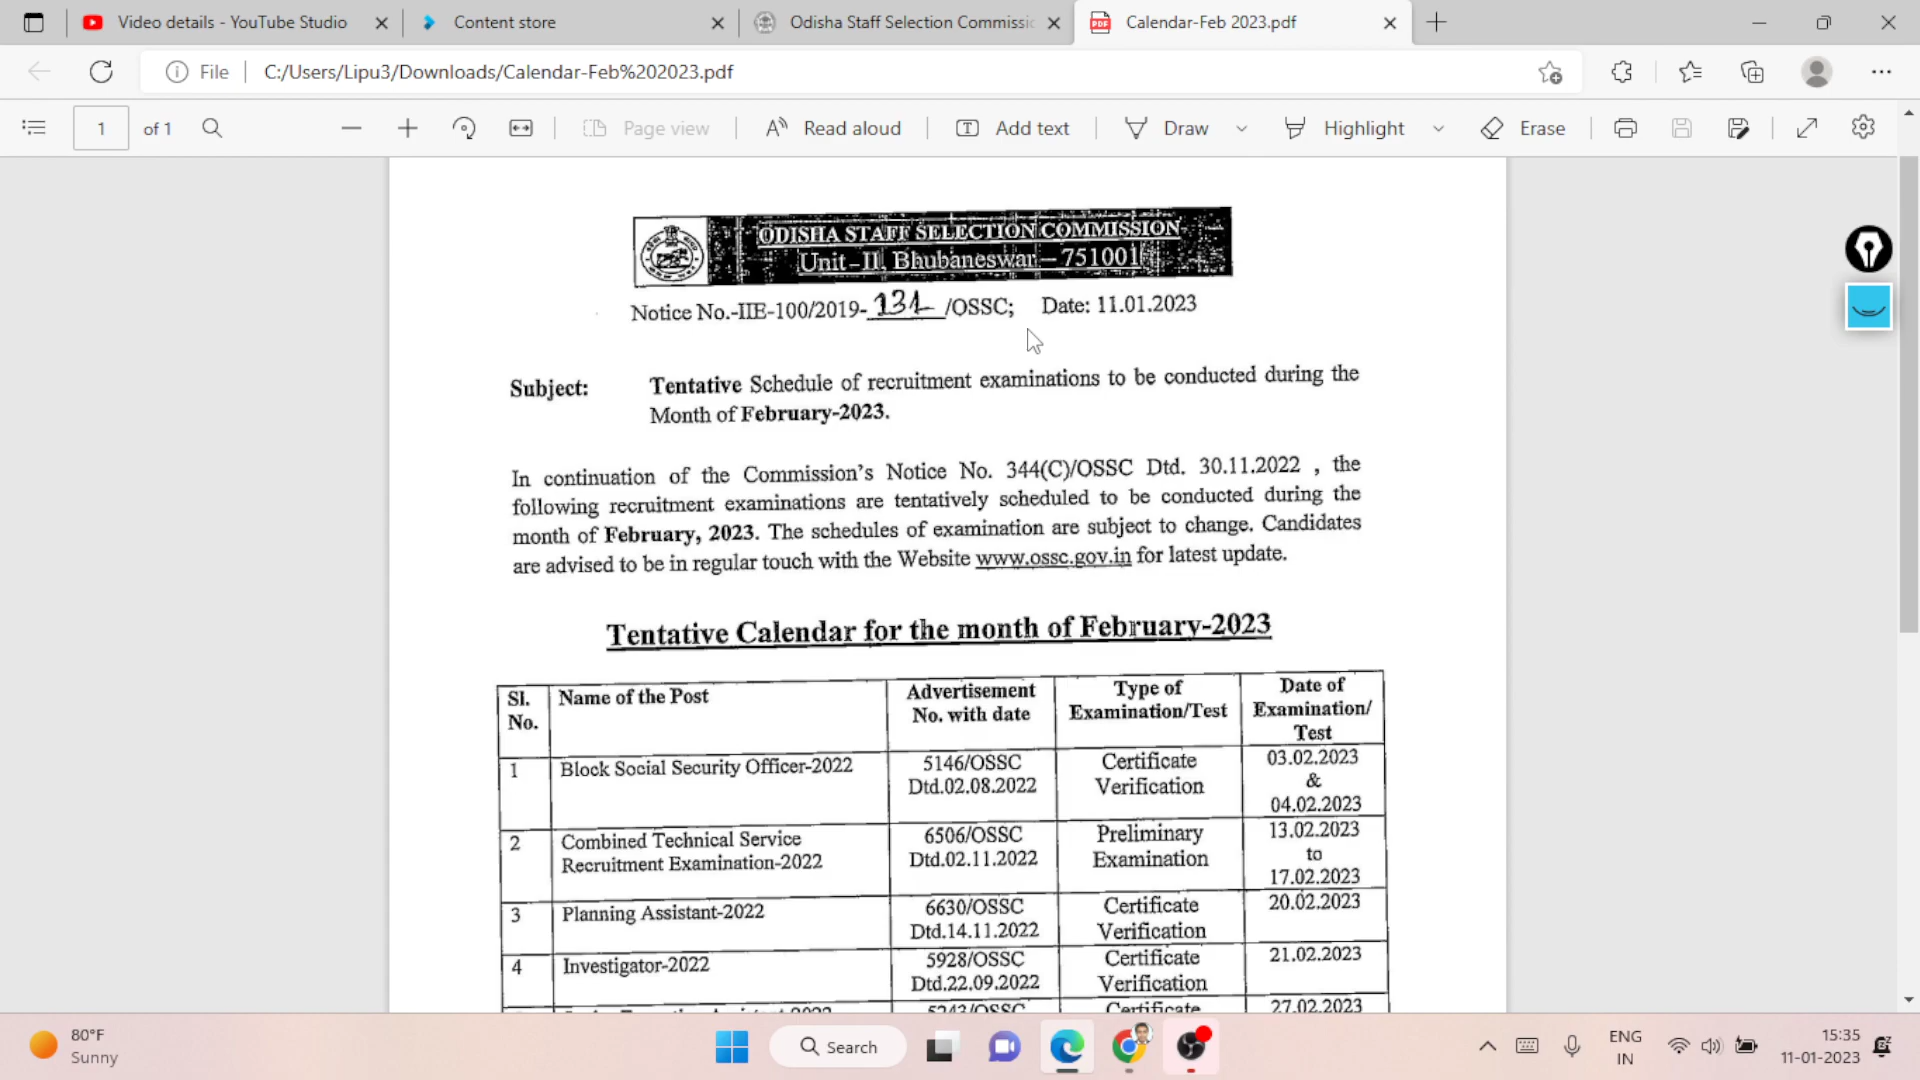 Video details - YouTube Studio
Content store
Odisha Staff Selection Commissic
Calendar-Feb 2023.pdf
File
C:/Users/Lipu3/Downloads/Calendar-Feb%202023.pdf
1 of 1
Page view
Read aloud
Add text
Draw
Highlight
Erase
ODISHA STAFF SELECTION COMMISSION
Unit-II, Bhubaneswar-751001
Notice No.-IIE-100/2019-131/OSSC; Date: 11.01.2023
Subject: Tentative Schedule of recruitment examinations to be conducted during the
Month of February-2023.
In continuation of the Commission's Notice No. 344(C)/OSSC Dtd. 30.11.2022 , the
following recruitment examinations are tentatively scheduled to be conducted during the
month of February, 2023. The schedules of examination are subject to change. Candidates
are advised to be in regular touch with the Website www.ossc.gov.in for latest update.
Tentative Calendar for the month of February-2023
Sl. No. Name of the Post Advertisement No. with date Type of Examination/Test Date of Examination/ Test
1 Block Social Security Officer-2022 5146/OSSC Dtd.02.08.2022 Certificate Verification 03.02.2023 & 04.02.2023
2 Combined Technical Service Recruitment Examination-2022 6506/OSSC Dtd.02.11.2022 Preliminary Examination 13.02.2023 to 17.02.2023
3 Planning Assistant-2022 6630/OSSC Dtd.14.11.2022 Certificate Verification 20.02.2023
4 Investigator-2022 5928/OSSC Dtd.22.09.2022 Certificate Verification 21.02.2023
5243/OSSC Certificate 27.02.2023
80°F
Sunny
Search
ENG
IN
15:35
11-01-2023